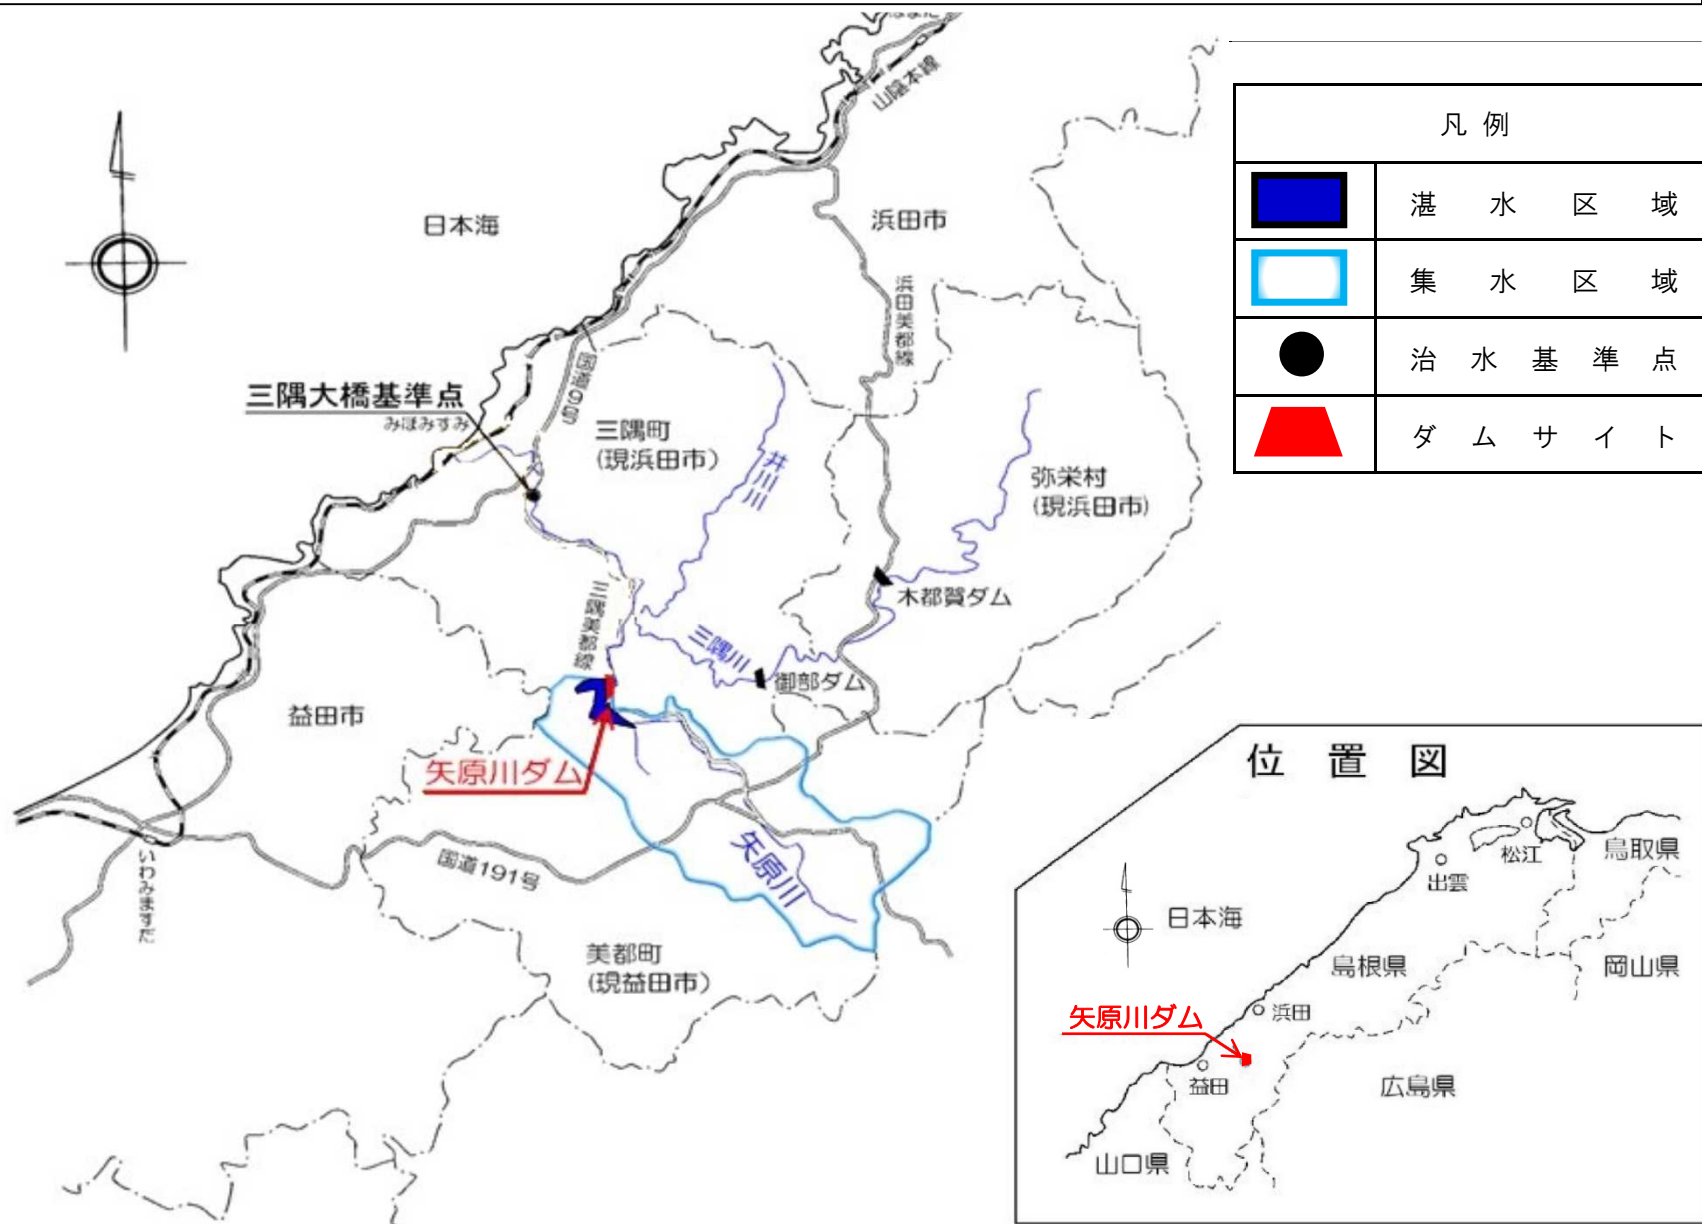 山陰本線
凡例
湛水区域
集水区域
治水基準点
ダムサイト
日本海
浜田市
浜田美都線
国道9号
三隅大橋基準点
みほみすみ
三隅町
(現浜田市)
井川川
弥栄村
(現浜田市)
木都賀ダム
三隅美都線
三隅川
御部ダム
益田市
矢原川ダム
矢原川
国道191号
いわみますだ
美都町
(現益田市)
位置図
鳥取県
松江
出雲
日本海
島根県
岡山県
浜田
矢原川ダム
益田
広島県
山口県